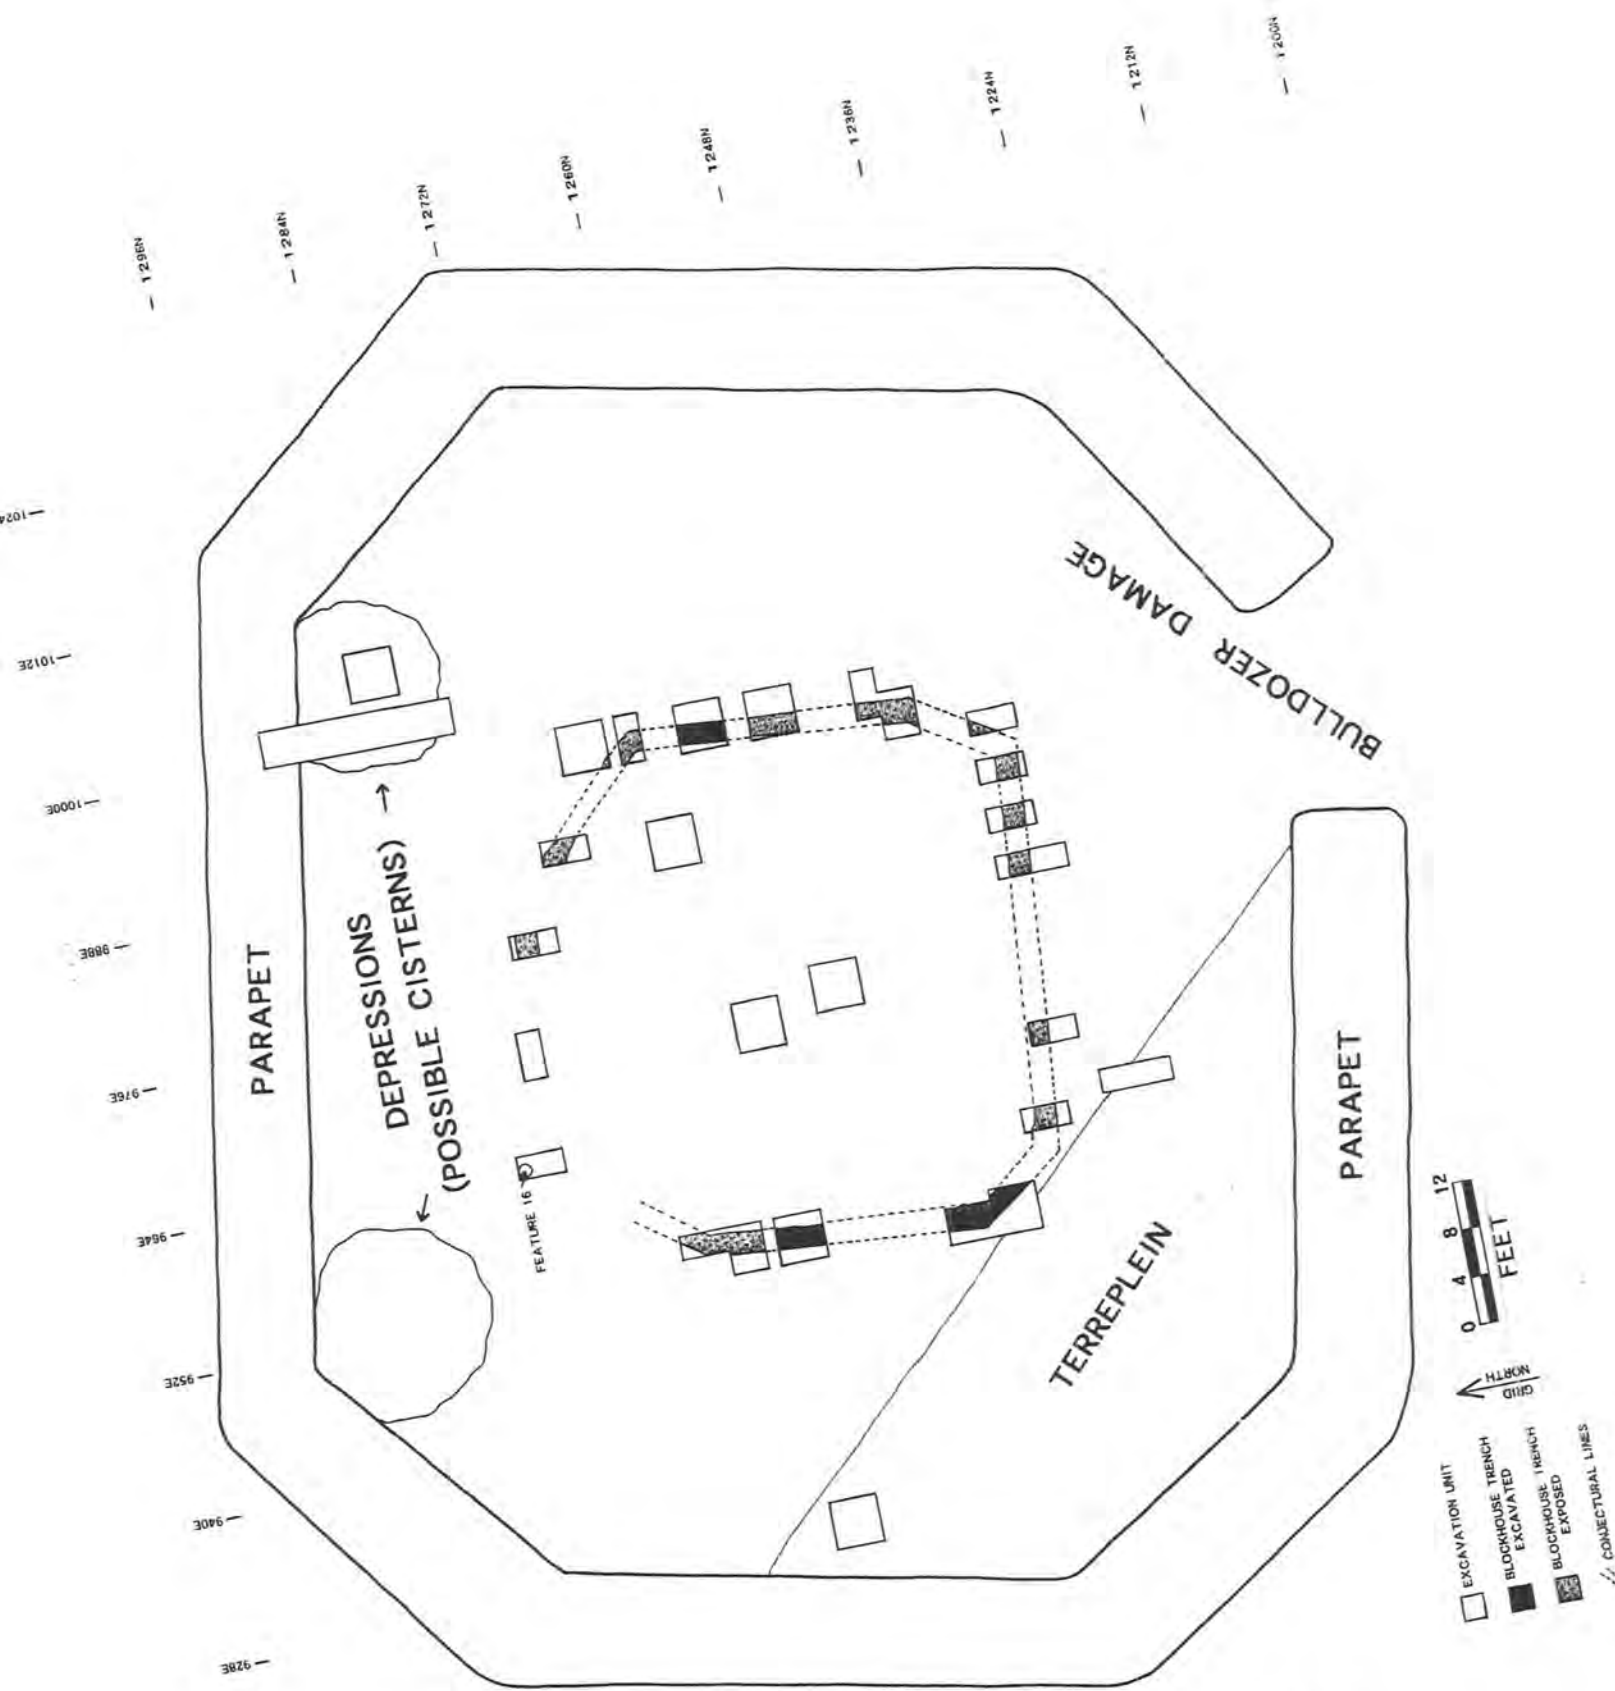 1296N
1284N
1272N
1260N
1248N
1236N
1224N
1212N
1200N
1012E
1000E
988E
976E
964E
952E
940E
928E
BULLDOZER DAMAGE
PARAPET
DEPRESSIONS
(POSSIBLE CISTERNS)
FEATURE 16
TERREPLEIN
PARAPET
0 4 8 12
FEET
GRID
NORTH
EXCAVATION UNIT
BLOCKHOUSE TRENCH
EXCAVATED
BLOCKHOUSE TRENCH
EXPOSED
CONJECTURAL LINES